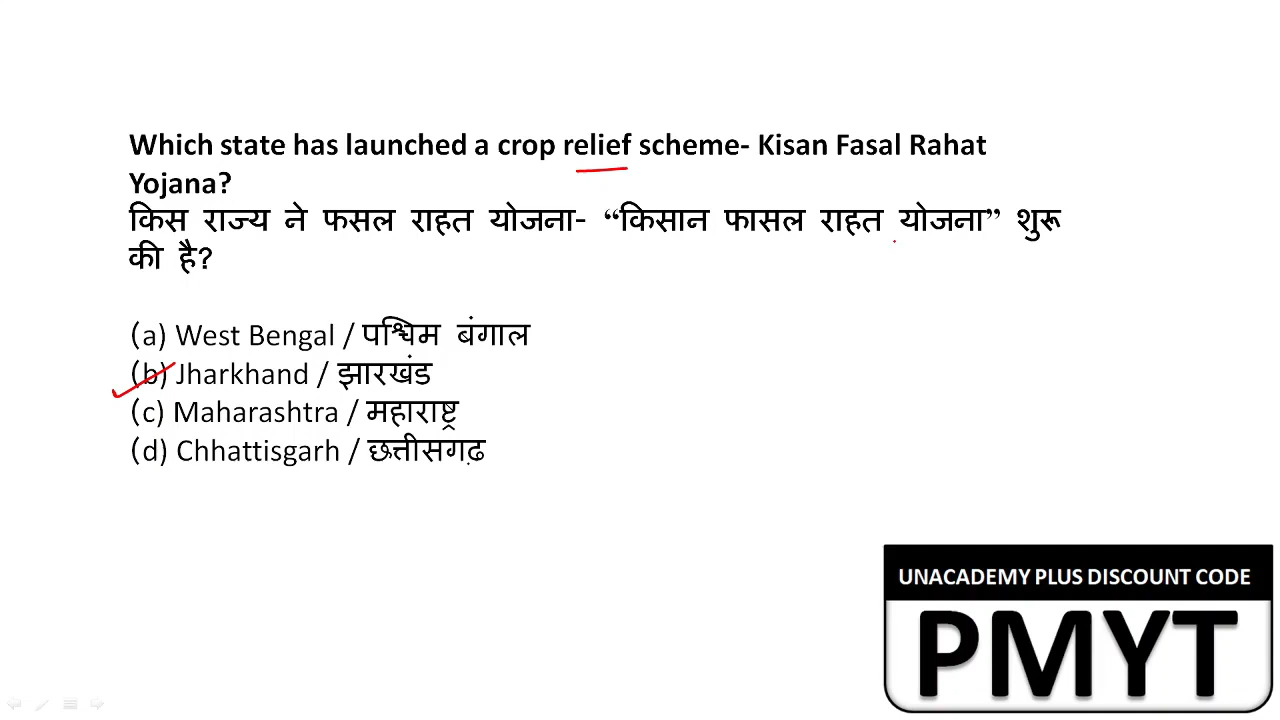 Which state has launched a crop relief scheme- Kisan Fasal Rahat
Yojana?
किस राज्य ने फसल राहत योजना- “किसान फासल राहत योजना” शुरू
की है?
(a) West Bengal / पश्चिम बंगाल
(b) Jharkhand / झारखंड
(c) Maharashtra / महाराष्ट्र
(d) Chhattisgarh / छत्तीसगढ़
UNACADEMY PLUS DISCOUNT CODE
PMYT